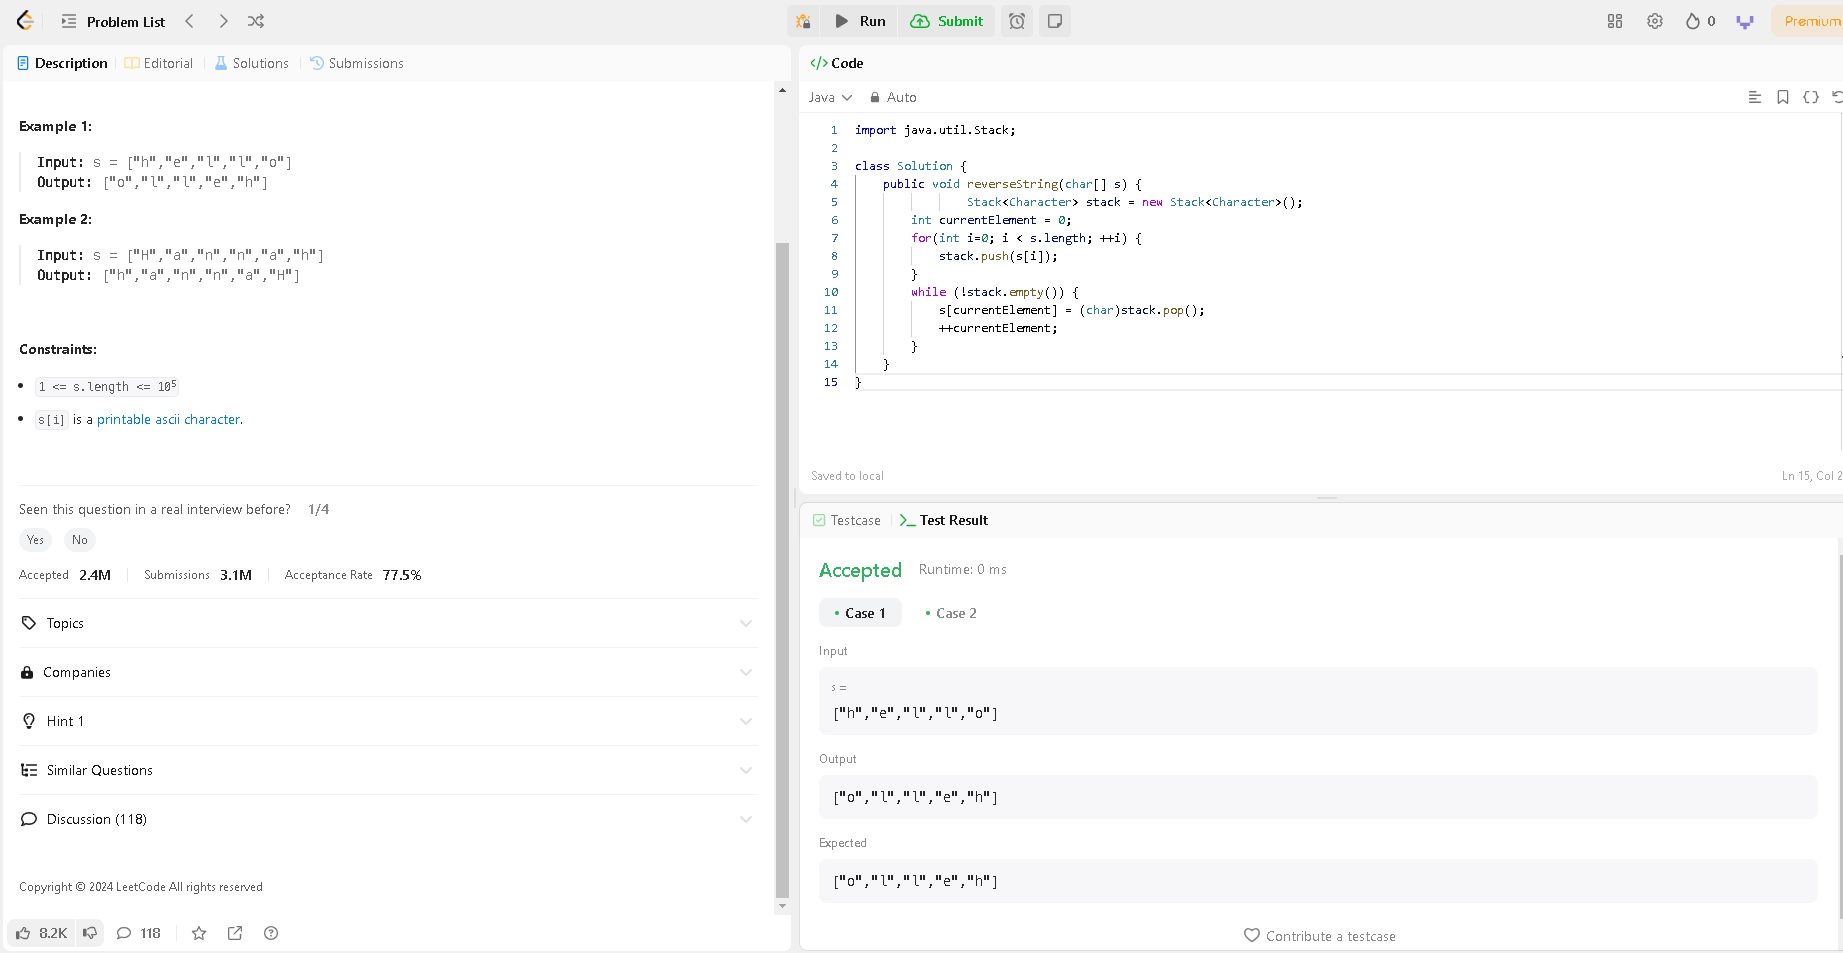 Problem List
Run
Submit
0
Premium
Description
Editorial
Solutions
Submissions
Example 1:
Input: s = ["h","e","l","l","o"]
Output: ["o","l","l","e","h"]
Example 2:
Input: s = ["H","a","n","n","a","h"]
Output: ["h","a","n","n","a","H"]
Constraints:
1 <= s.length <= 10⁵
s[i] is a printable ascii character.
Seen this question in a real interview before? 1/4
Yes No
Accepted 2.4M Submissions 3.1M Acceptance Rate 77.5%
Topics
Companies
Hint 1
Similar Questions
Discussion (118)
Copyright © 2024 LeetCode All rights reserved
8.2K 118
</> Code
Java Auto
1 import java.util.Stack;
2
3 class Solution {
4 public void reverseString(char[] s) {
5 Stack<Character> stack = new Stack<Character>();
6 int currentElement = 0;
7 for(int i=0; i < s.length; ++i) {
8 stack.push(s[i]);
9 }
10 while (!stack.empty()) {
11 s[currentElement] = (char)stack.pop();
12 ++currentElement;
13 }
14 }
15 }
Saved to local
Ln 15, Col 2
Testcase
Test Result
Accepted Runtime: 0 ms
Case 1 Case 2
Input
s =
["h","e","l","l","o"]
Output
["o","l","l","e","h"]
Expected
["o","l","l","e","h"]
Contribute a testcase